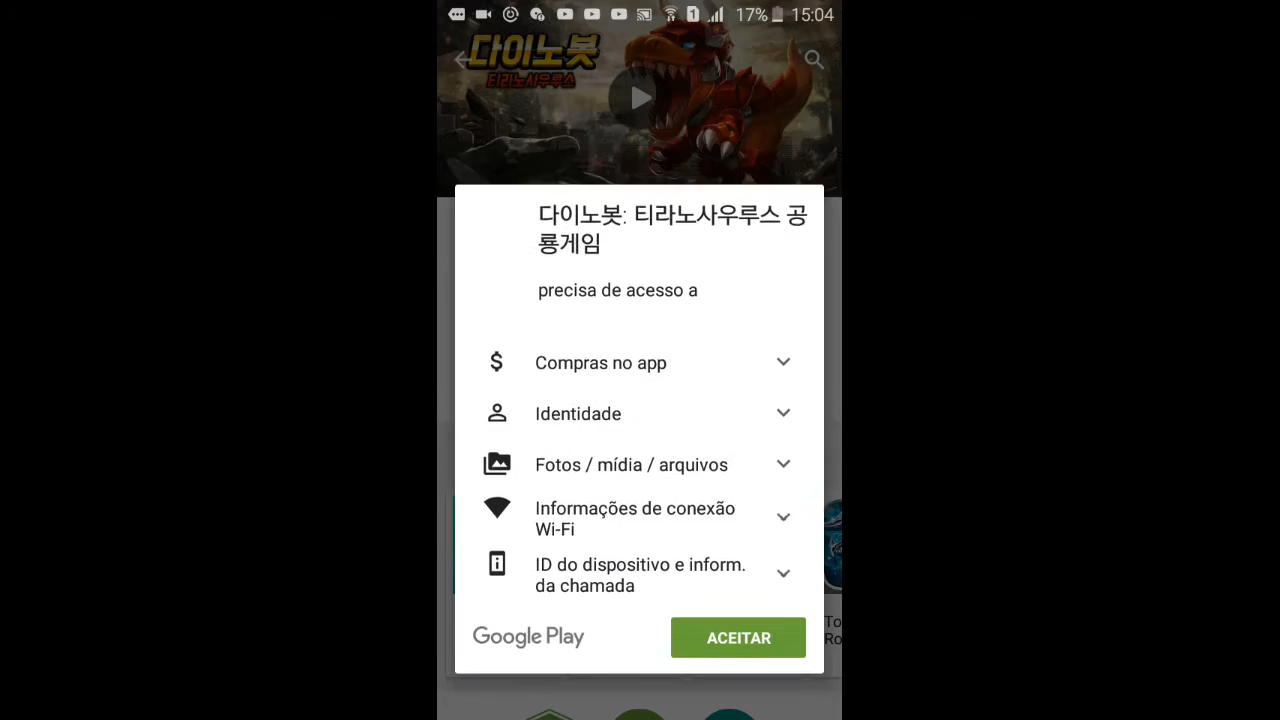 17% 15:04
다이노봇
티라노사우루스
다이노봇: 티라노사우루스 공
룡게임
precisa de acesso a
Compras no app
Identidade
Fotos / mídia / arquivos
Informações de conexão
Wi-Fi
ID do dispositivo e inform.
da chamada
To
Ro
Google Play
ACEITAR